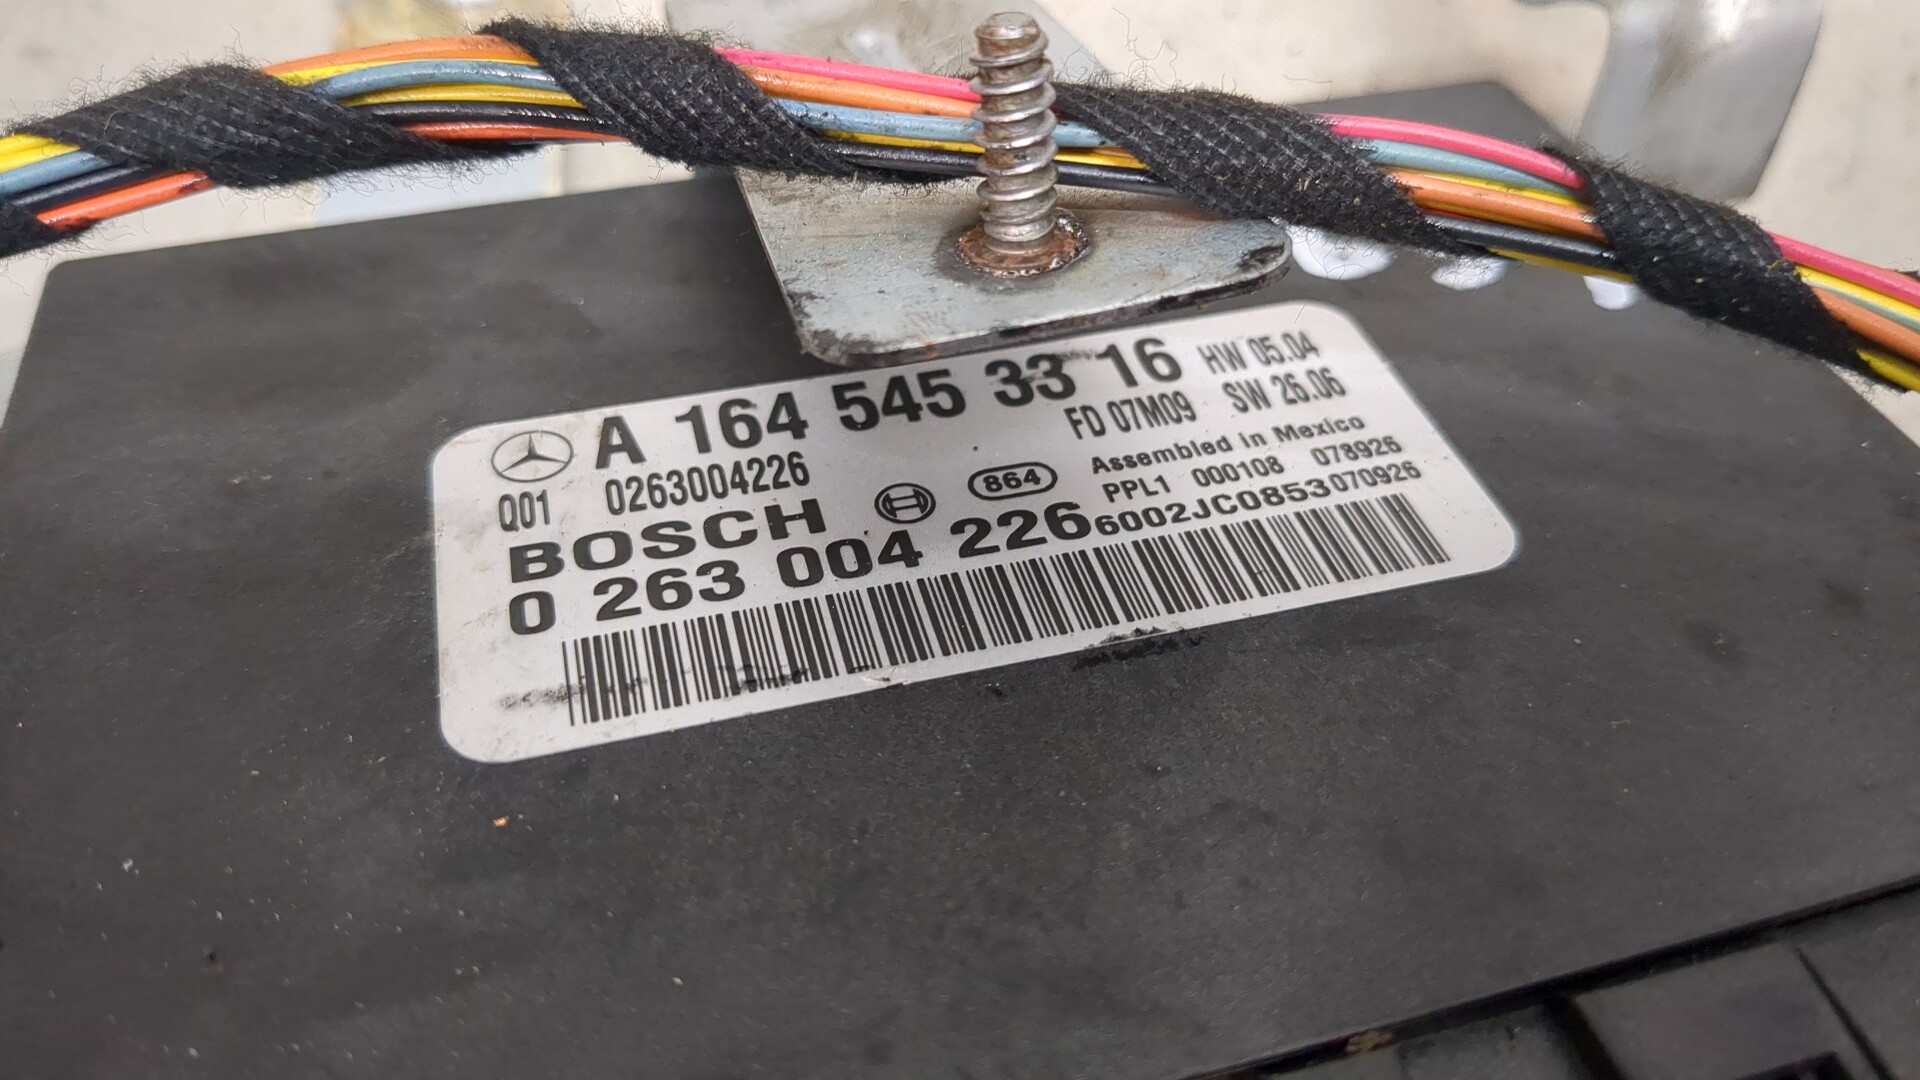 A 164 545 33 16 HW 05.04
FD 07M09 SW 26.06
Q01 0263004226
Assembled in Mexico
BOSCH 864 PPL1 000108 078926
0 263 004 226 6002JC0853070926